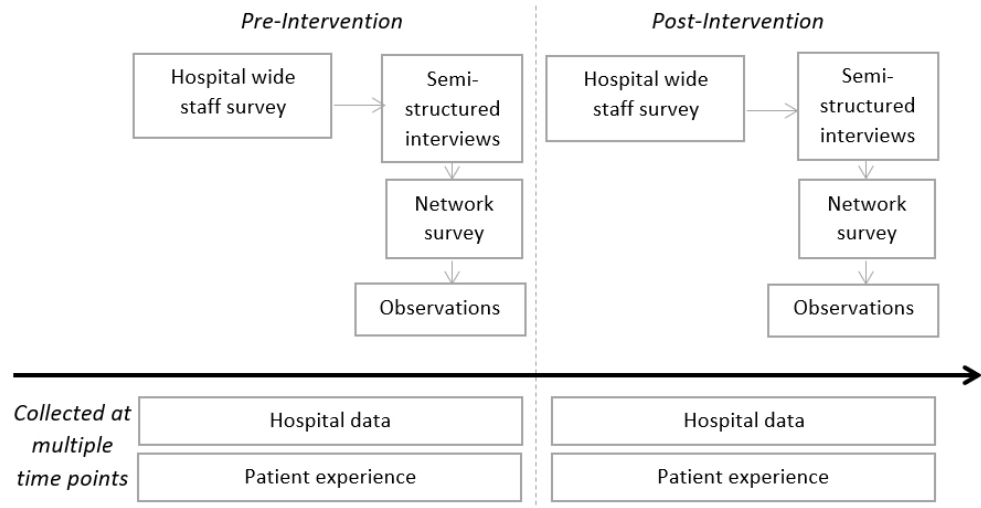 Pre-Intervention
Post-Intervention
Hospital wide
staff survey
Semi-
structured
interviews
Network
survey
Observations
Hospital wide
staff survey
Semi-
structured
interviews
Network
survey
Observations
Collected at
multiple
time points
Hospital data
Patient experience
Hospital data
Patient experience